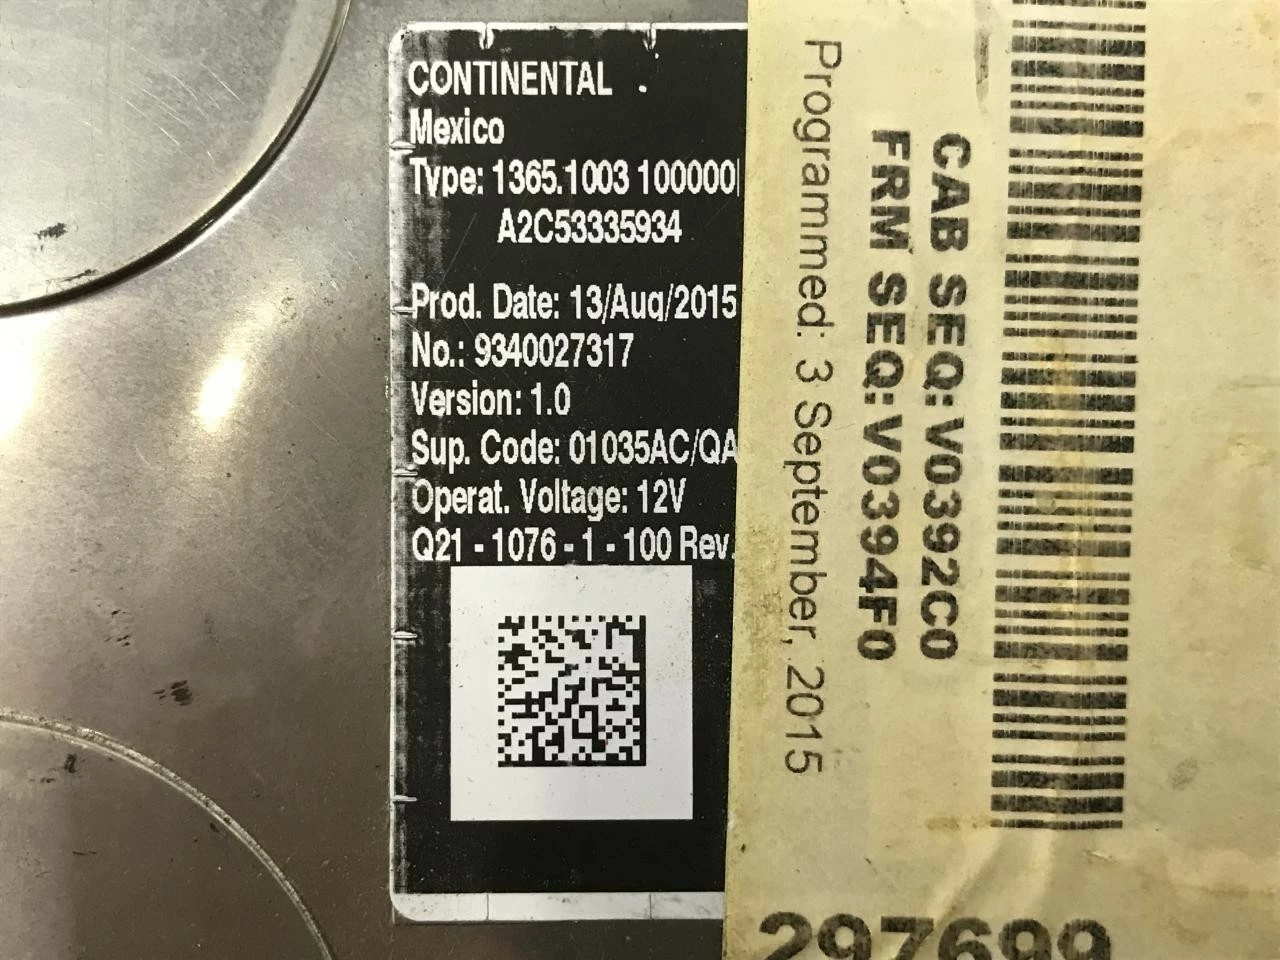 CONTINENTAL .
Mexico
Type: 1365.1003 100000
A2C53335934
Prod. Date: 13/Aug/2015
No.: 9340027317
Version: 1.0
Sup. Code: 01035AC/QA
Operat. Voltage: 12V
Q21 - 1076 - 1 - 100 Rev.
CAB SEQ: V0392C0
FRM SEQ: V0394F0
Programmed: 3 September, 2015
297699